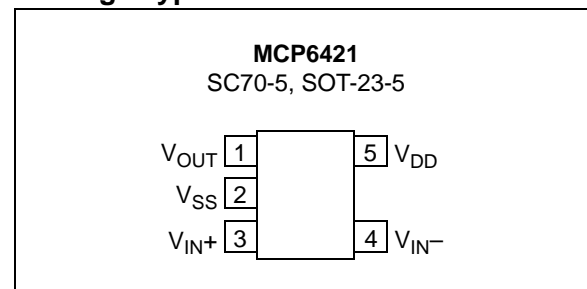 MCP6421
SC70-5, SOT-23-5
VOUT 1 5 VDD
VSS 2
VIN+ 3 4 VIN–